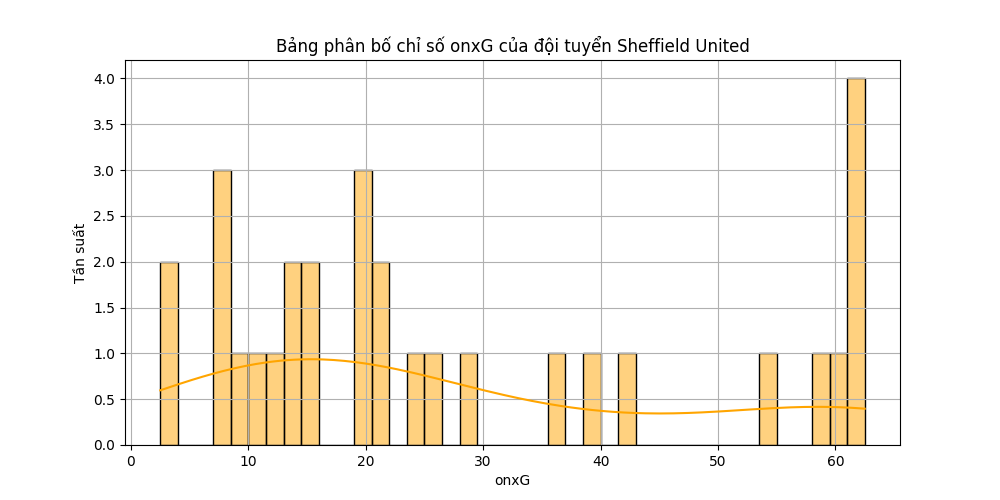 Bảng phân bố chỉ số onxG của đội tuyển Sheffield United
4.0
3.5
3.0
2.5
2.0
1.5
1.0
0.5
0.0
Tần suất
0 10 20 30 40 50 60
onxG